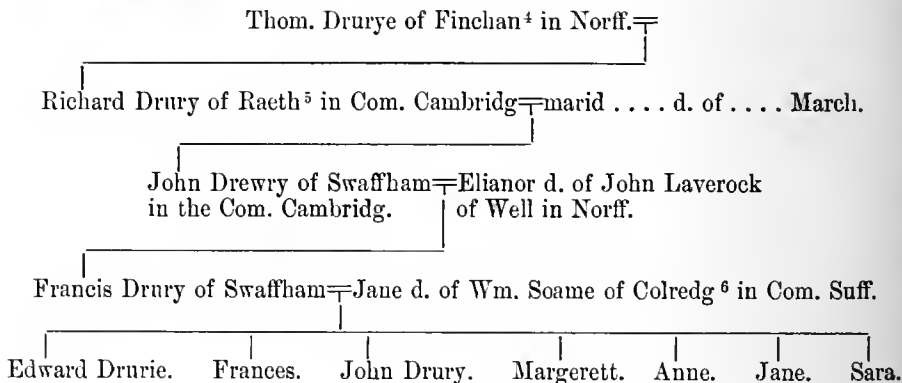 Thom. Drurye of Finchan⁴ in Norff.
Richard Drury of Raeth⁵ in Com. Cambridg marid . . . . d. of . . . . March.
John Drewry of Swaffham Elianor d. of John Laverock
in the Com. Cambridg. of Well in Norff.
Francis Drury of Swaffham Jane d. of Wm. Soame of Colredg⁶ in Com. Suff.
Edward Drurie. Frances. John Drury. Margerett. Anne. Jane. Sara.